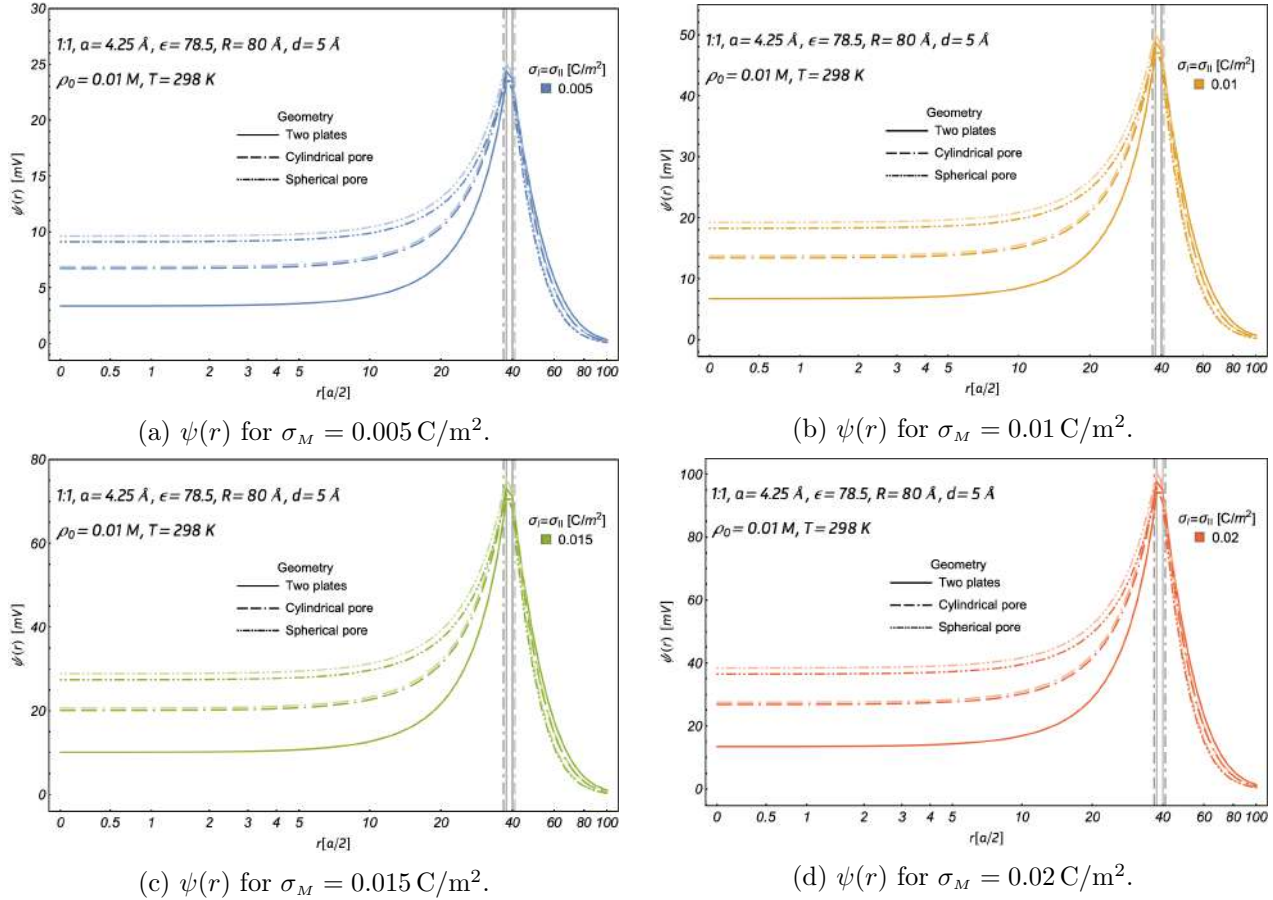 30
25
20
15
10
5
0
ψ(r) [mV]
1:1, a = 4.25 Å, ϵ = 78.5, R = 80 Å, d = 5 Å
ρ₀ = 0.01 M, T = 298 K
σI=σII [C/m²]
0.005
Geometry
Two plates
Cylindrical pore
Spherical pore
0 0.5 1 2 3 4 5 10 20 40 60 80 100
r[a/2]
(a) ψ(r) for σM = 0.005 C/m².
50
40
30
20
10
0
ψ(r) [mV]
1:1, a = 4.25 Å, ϵ = 78.5, R = 80 Å, d = 5 Å
ρ₀ = 0.01 M, T = 298 K
σI=σII [C/m²]
0.01
Geometry
Two plates
Cylindrical pore
Spherical pore
0 0.5 1 2 3 4 5 10 20 40 60 80 100
r[a/2]
(b) ψ(r) for σM = 0.01 C/m².
80
60
40
20
0
ψ(r) [mV]
1:1, a = 4.25 Å, ϵ = 78.5, R = 80 Å, d = 5 Å
ρ₀ = 0.01 M, T = 298 K
σI=σII [C/m²]
0.015
Geometry
Two plates
Cylindrical pore
Spherical pore
0 0.5 1 2 3 4 5 10 20 40 60 80 100
r[a/2]
(c) ψ(r) for σM = 0.015 C/m².
100
80
60
40
20
0
ψ(r) [mV]
1:1, a = 4.25 Å, ϵ = 78.5, R = 80 Å, d = 5 Å
ρ₀ = 0.01 M, T = 298 K
σI=σII [C/m²]
0.02
Geometry
Two plates
Cylindrical pore
Spherical pore
0 0.5 1 2 3 4 5 10 20 40 60 80 100
r[a/2]
(d) ψ(r) for σM = 0.02 C/m².